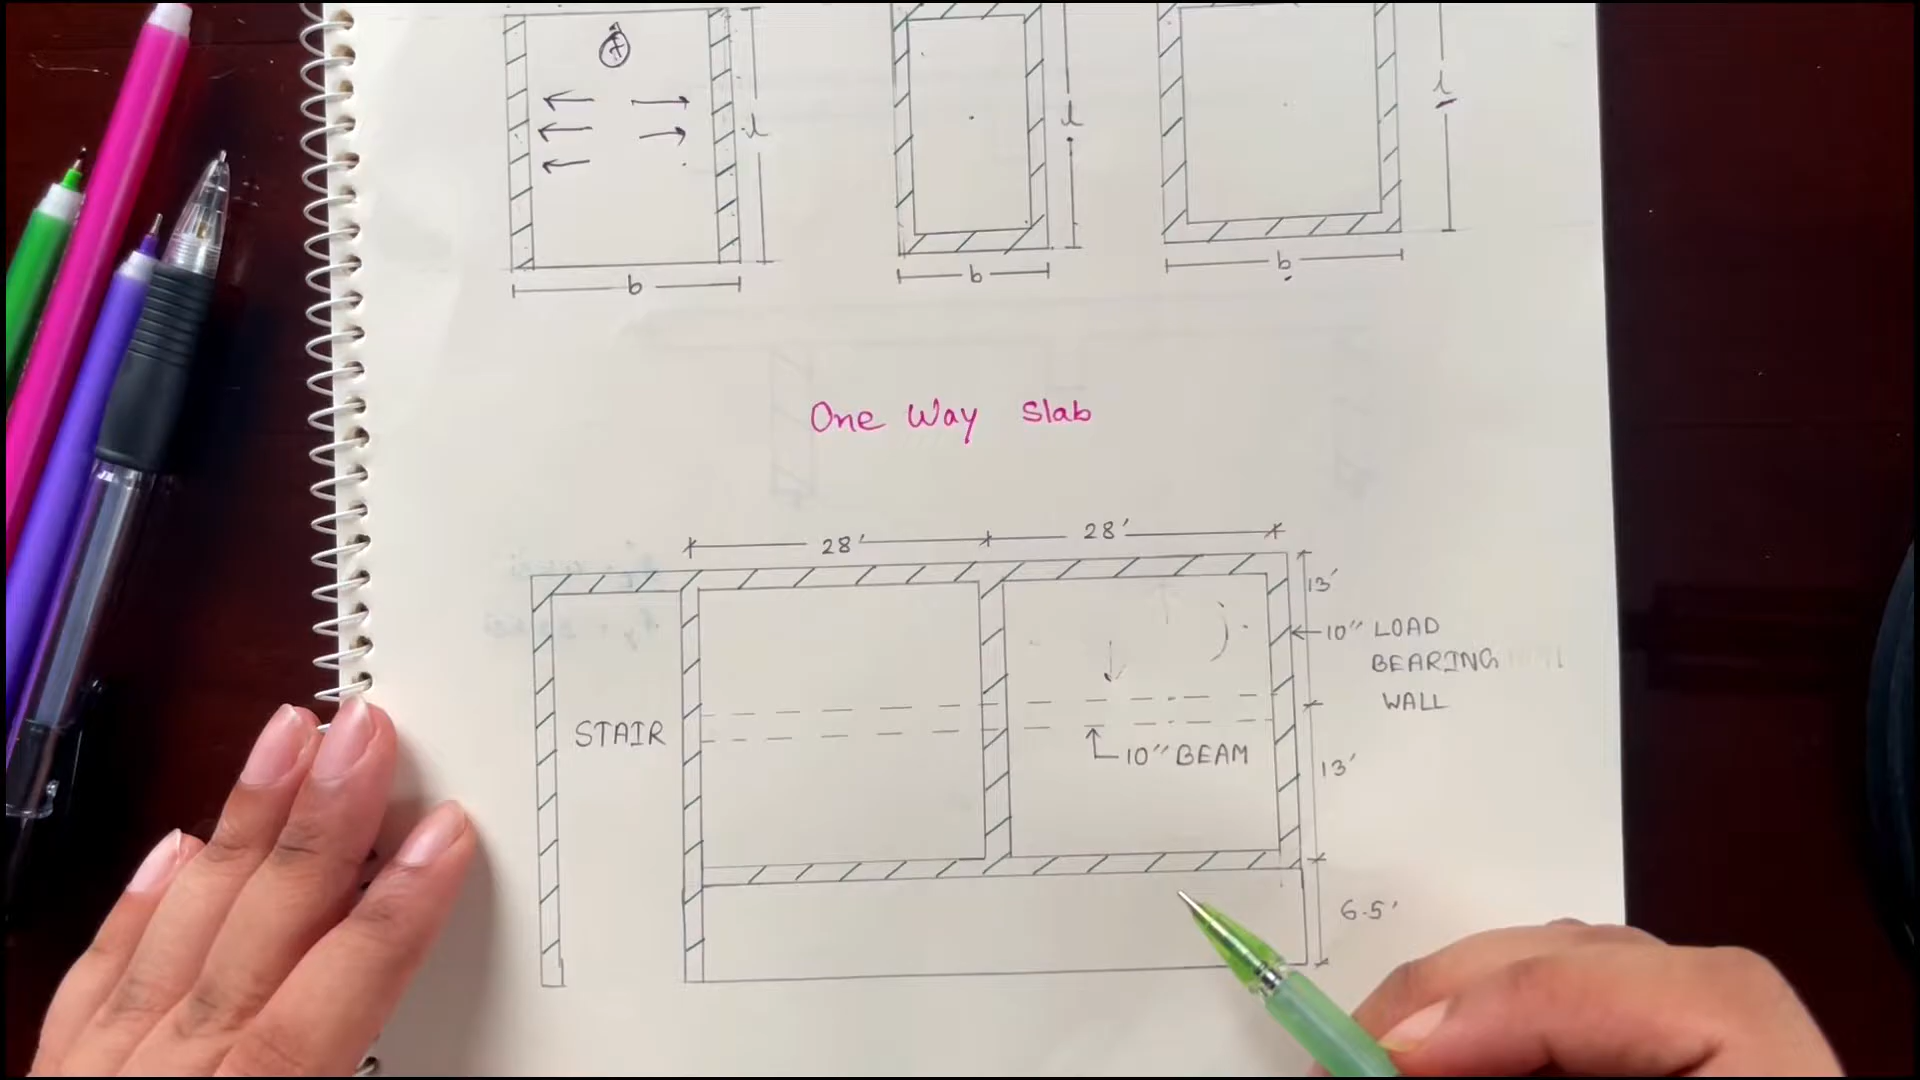 +
l
l
l
b
b
b
One Way Slab
28' 28'
13'
10" LOAD
BEARING
WALL
STAIR
10" BEAM
13'
6.5'